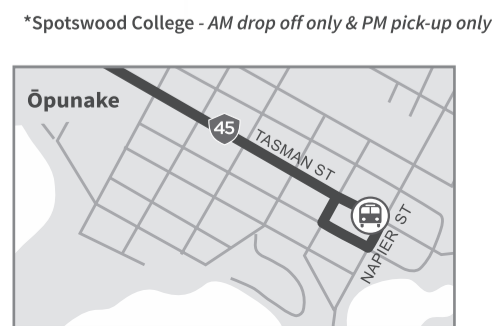 *Spotswood College - AM drop off only & PM pick-up only
Ōpunake
45
TASMAN ST
NAPIER ST